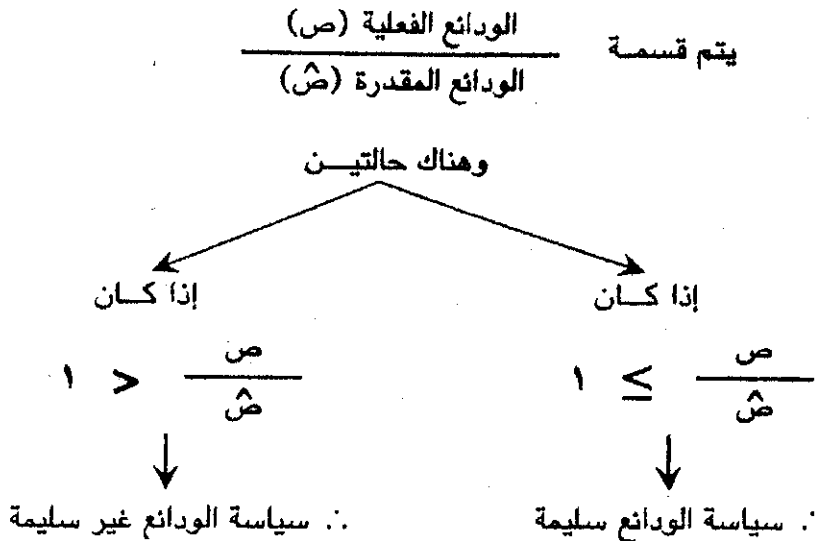 الودائع الفعلية (ص)
يتم قسمة
الودائع المقدرة (ص̂)
وهناك حالتين
إذا كان
إذا كان
ص
ص̂
≥ ١
ص
ص̂
< ١
∴ سياسة الودائع سليمة
∴ سياسة الودائع غير سليمة